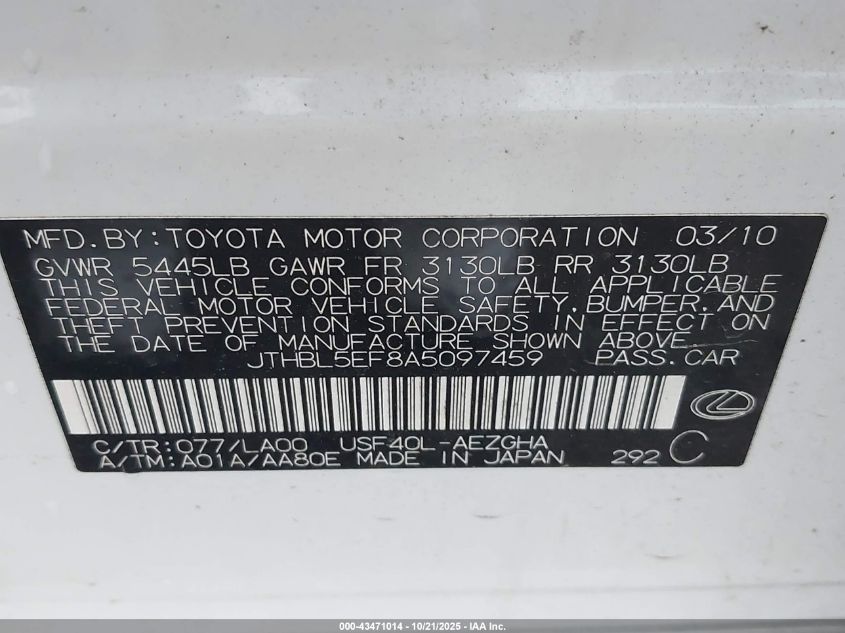 MFD. BY: TOYOTA MOTOR CORPORATION 03/10
GVWR 5445LB GAWR FR 3130LB RR 3130LB
THIS VEHICLE CONFORMS TO ALL APPLICABLE
FEDERAL MOTOR VEHICLE SAFETY, BUMPER, AND
THEFT PREVENTION STANDARDS IN EFFECT ON
THE DATE OF MANUFACTURE SHOWN ABOVE.
JTHBL5EF8A5097459 PASS. CAR
C/TR: 077/LA00 USF40L-AEZGHA
A/TM: A01A/AA80E MADE IN JAPAN 292 C
000-43471014 - 10/21/2025 - IAA Inc.